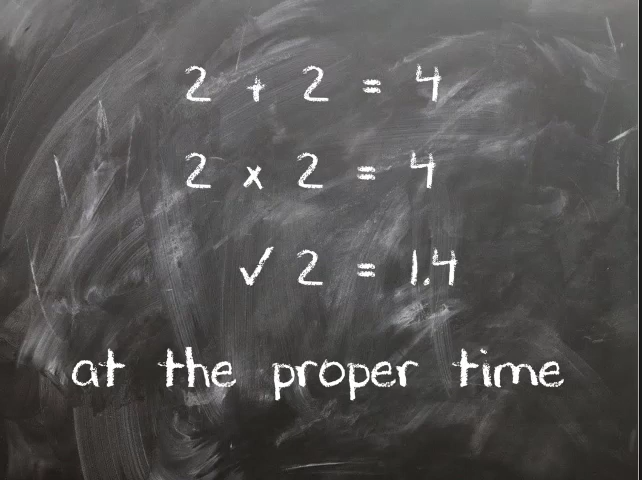 2 + 2 = 4
2 x 2 = 4
√ 2 = 1.4
at the proper time